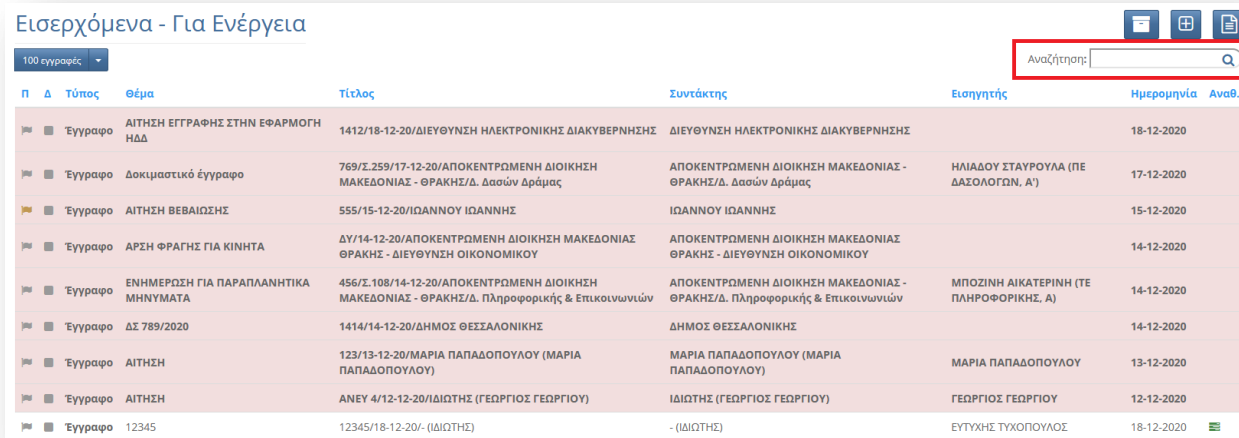 Εισερχόμενα - Για Ενέργεια
100 εγγραφές
Αναζήτηση:
Π Δ Τύπος Θέμα Τίτλος Συντάκτης Εισηγητής Ημερομηνία Αναθ.
Έγγραφο ΑΙΤΗΣΗ ΕΓΓΡΑΦΗΣ ΣΤΗΝ ΕΦΑΡΜΟΓΗ ΗΔΔ 1412/18-12-20/ΔΙΕΥΘΥΝΣΗ ΗΛΕΚΤΡΟΝΙΚΗΣ ΔΙΑΚΥΒΕΡΝΗΣΗΣ ΔΙΕΥΘΥΝΣΗ ΗΛΕΚΤΡΟΝΙΚΗΣ ΔΙΑΚΥΒΕΡΝΗΣΗΣ 18-12-2020
Έγγραφο Δοκιμαστικό έγγραφο 769/Σ.259/17-12-20/ΑΠΟΚΕΝΤΡΩΜΕΝΗ ΔΙΟΙΚΗΣΗ ΜΑΚΕΔΟΝΙΑΣ - ΘΡΑΚΗΣ/Δ. Δασών Δράμας ΑΠΟΚΕΝΤΡΩΜΕΝΗ ΔΙΟΙΚΗΣΗ ΜΑΚΕΔΟΝΙΑΣ - ΘΡΑΚΗΣ/Δ. Δασών Δράμας ΗΛΙΑΔΟΥ ΣΤΑΥΡΟΥΛΑ (ΠΕ ΔΑΣΟΛΟΓΩΝ, Α') 17-12-2020
Έγγραφο ΑΙΤΗΣΗ ΒΕΒΑΙΩΣΗΣ 555/15-12-20/ΙΩΑΝΝΟΥ ΙΩΑΝΝΗΣ ΙΩΑΝΝΟΥ ΙΩΑΝΝΗΣ 15-12-2020
Έγγραφο ΑΡΣΗ ΦΡΑΓΗΣ ΓΙΑ ΚΙΝΗΤΑ ΔΥ/14-12-20/ΑΠΟΚΕΝΤΡΩΜΕΝΗ ΔΙΟΙΚΗΣΗ ΜΑΚΕΔΟΝΙΑΣ ΘΡΑΚΗΣ - ΔΙΕΥΘΥΝΣΗ ΟΙΚΟΝΟΜΙΚΟΥ ΑΠΟΚΕΝΤΡΩΜΕΝΗ ΔΙΟΙΚΗΣΗ ΜΑΚΕΔΟΝΙΑΣ ΘΡΑΚΗΣ - ΔΙΕΥΘΥΝΣΗ ΟΙΚΟΝΟΜΙΚΟΥ 14-12-2020
Έγγραφο ΕΝΗΜΕΡΩΣΗ ΓΙΑ ΠΑΡΑΠΛΑΝΗΤΙΚΑ ΜΗΝΥΜΑΤΑ 456/Σ.108/14-12-20/ΑΠΟΚΕΝΤΡΩΜΕΝΗ ΔΙΟΙΚΗΣΗ ΜΑΚΕΔΟΝΙΑΣ - ΘΡΑΚΗΣ/Δ. Πληροφορικής & Επικοινωνιών ΑΠΟΚΕΝΤΡΩΜΕΝΗ ΔΙΟΙΚΗΣΗ ΜΑΚΕΔΟΝΙΑΣ - ΘΡΑΚΗΣ/Δ. Πληροφορικής & Επικοινωνιών ΜΠΟΖΙΝΗ ΑΙΚΑΤΕΡΙΝΗ (ΤΕ ΠΛΗΡΟΦΟΡΙΚΗΣ, Α) 14-12-2020
Έγγραφο ΔΣ 789/2020 1414/14-12-20/ΔΗΜΟΣ ΘΕΣΣΑΛΟΝΙΚΗΣ ΔΗΜΟΣ ΘΕΣΣΑΛΟΝΙΚΗΣ 14-12-2020
Έγγραφο ΑΙΤΗΣΗ 123/13-12-20/ΜΑΡΙΑ ΠΑΠΑΔΟΠΟΥΛΟΥ (ΜΑΡΙΑ ΠΑΠΑΔΟΠΟΥΛΟΥ) ΜΑΡΙΑ ΠΑΠΑΔΟΠΟΥΛΟΥ (ΜΑΡΙΑ ΠΑΠΑΔΟΠΟΥΛΟΥ) ΜΑΡΙΑ ΠΑΠΑΔΟΠΟΥΛΟΥ 13-12-2020
Έγγραφο ΑΙΤΗΣΗ ΑΝΕΥ 4/12-12-20/ΙΔΙΩΤΗΣ (ΓΕΩΡΓΙΟΣ ΓΕΩΡΓΙΟΥ) ΙΔΙΩΤΗΣ (ΓΕΩΡΓΙΟΣ ΓΕΩΡΓΙΟΥ) ΓΕΩΡΓΙΟΣ ΓΕΩΡΓΙΟΥ 12-12-2020
Έγγραφο 12345 12345/18-12-20/- (ΙΔΙΩΤΗΣ) - (ΙΔΙΩΤΗΣ) ΕΥΤΥΧΗΣ ΤΥΧΟΠΟΥΛΟΣ 18-12-2020